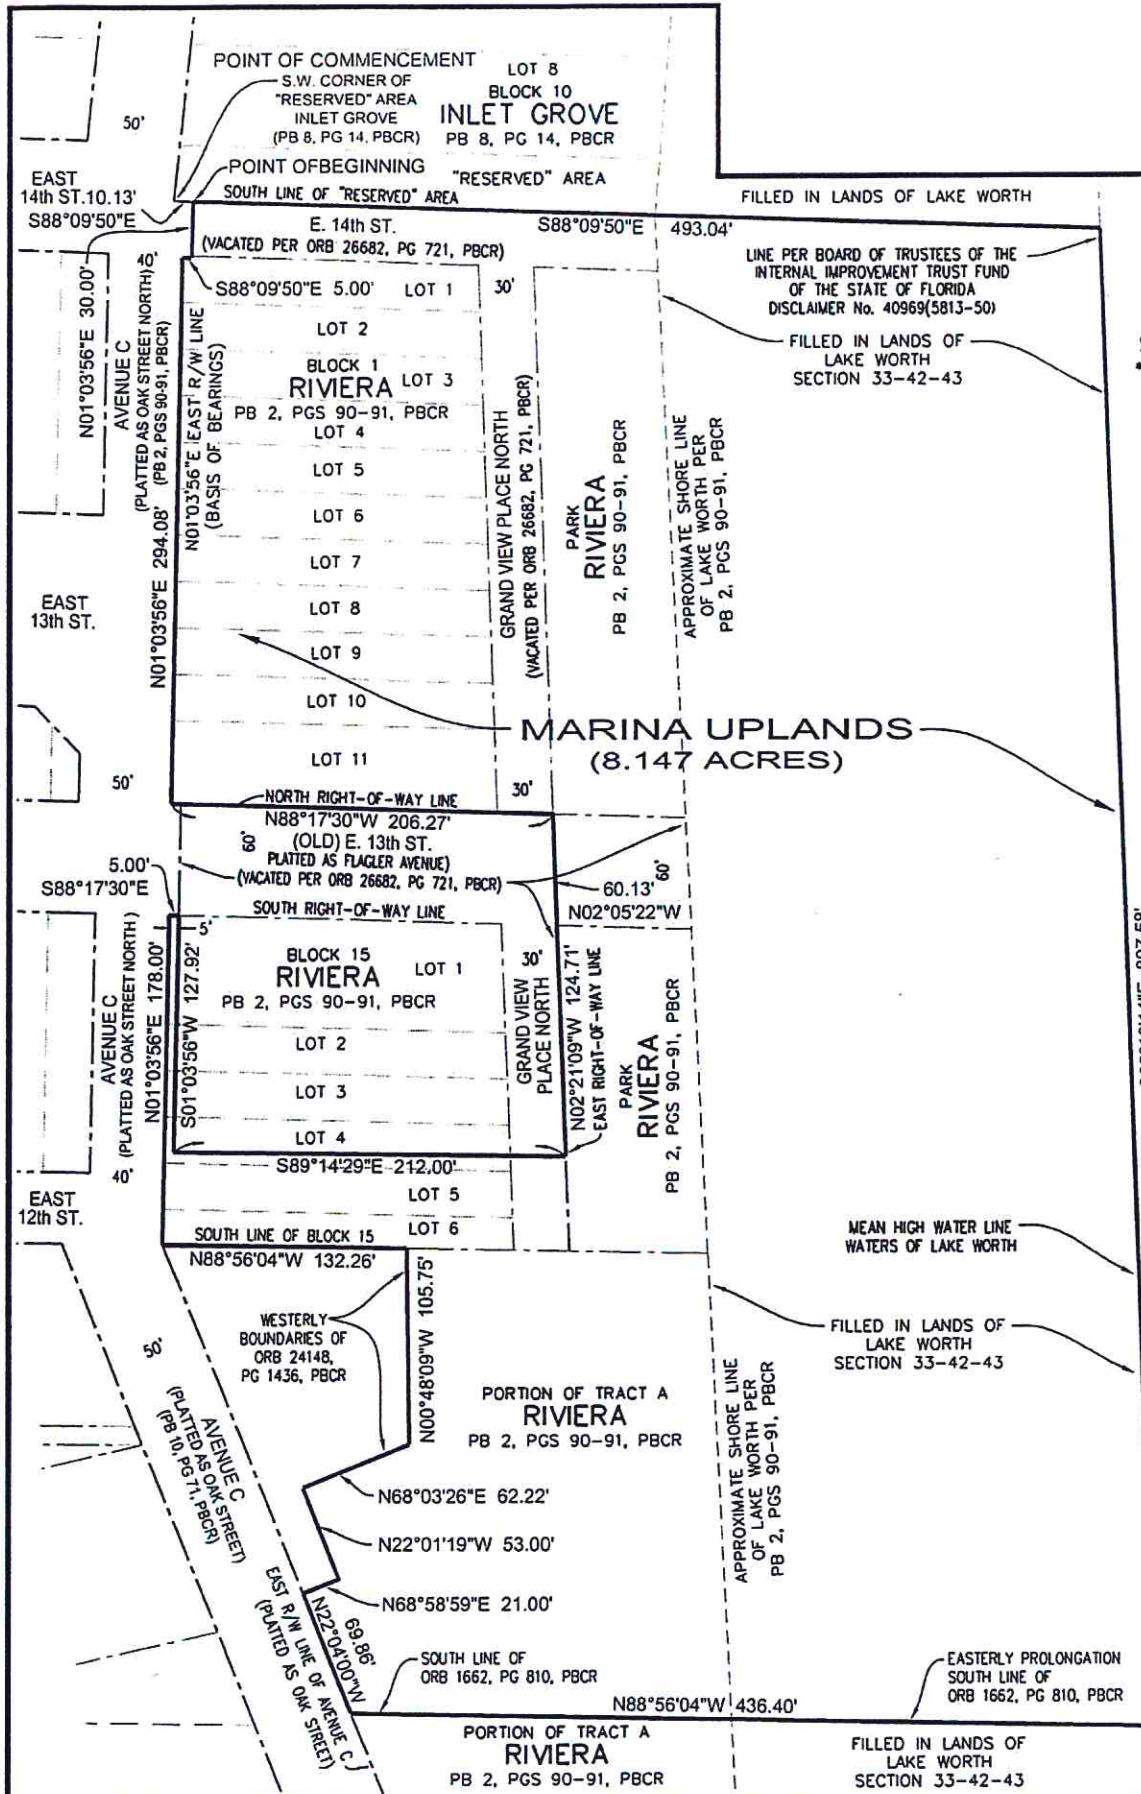 POINT OF COMMENCEMENT
S.W. CORNER OF
"RESERVED" AREA
INLET GROVE
(PB 8, PG 14, PBCR)
LOT 8
BLOCK 10
INLET GROVE
PB 8, PG 14, PBCR
50'
POINT OFBEGINNING
"RESERVED" AREA
EAST
14th ST.
10.13'
S88°09'50"E
SOUTH LINE OF "RESERVED" AREA
FILLED IN LANDS OF LAKE WORTH
E. 14th ST.
(VACATED PER ORB 26682, PG 721, PBCR)
S88°09'50"E 493.04'
LINE PER BOARD OF TRUSTEES OF THE
INTERNAL IMPROVEMENT TRUST FUND
OF THE STATE OF FLORIDA
DISCLAIMER No. 40969(5813-50)
N01°03'56"E 30.00'
40'
S88°09'50"E 5.00'
LOT 1
30'
LOT 2
FILLED IN LANDS OF
LAKE WORTH
SECTION 33-42-43
AVENUE C
(PLATTED AS OAK STREET NORTH)
(PB 2, PGS 90-91, PBCR)
N01°03'56"E 294.08'
N01°03'56"E EAST R/W LINE
(BASIS OF BEARINGS)
BLOCK 1
RIVIERA
LOT 3
PB 2, PGS 90-91, PBCR
LOT 4
LOT 5
LOT 6
LOT 7
LOT 8
LOT 9
LOT 10
LOT 11
GRAND VIEW PLACE NORTH
(VACATED PER ORB 26682, PG 721, PBCR)
PARK
RIVIERA
PB 2, PGS 90-91, PBCR
APPROXIMATE SHORE LINE
OF LAKE WORTH PER
PB 2, PGS 90-91, PBCR
EAST
13th ST.
MARINA UPLANDS
(8.147 ACRES)
50'
30'
NORTH RIGHT-OF-WAY LINE
N88°17'30"W 206.27'
60'
(OLD) E. 13th ST.
PLATTED AS FLAGLER AVENUE)
(VACATED PER ORB 26682, PG 721, PBCR)
5.00'
S88°17'30"E
60.13'
60'
N02°05'22"W
SOUTH RIGHT-OF-WAY LINE
5'
AVENUE C
(PLATTED AS OAK STREET NORTH )
N01°03'56"E 178.00'
S01°03'56"W 127.92'
BLOCK 15
RIVIERA
LOT 1
PB 2, PGS 90-91, PBCR
LOT 2
LOT 3
LOT 4
30'
GRAND VIEW
PLACE NORTH
N02°21'09"W 124.71'
EAST RIGHT-OF-WAY LINE
PARK
RIVIERA
PB 2, PGS 90-91, PBCR
S89°14'29"E 212.00'
40'
EAST
12th ST.
LOT 5
LOT 6
SOUTH LINE OF BLOCK 15
N88°56'04"W 132.26'
MEAN HIGH WATER LINE
WATERS OF LAKE WORTH
WESTERLY
BOUNDARIES OF
ORB 24148,
PG 1436, PBCR
N00°48'09"W 105.75'
FILLED IN LANDS OF
LAKE WORTH
SECTION 33-42-43
50'
PORTION OF TRACT A
RIVIERA
PB 2, PGS 90-91, PBCR
APPROXIMATE SHORE LINE
OF LAKE WORTH PER
PB 2, PGS 90-91, PBCR
AVENUE C
(PLATTED AS OAK STREET)
(PB 10, PG 71, PBCR)
N68°03'26"E 62.22'
N22°01'19"W 53.00'
N68°58'59"E 21.00'
EAST R/W LINE OF AVENUE C
(PLATTED AS OAK STREET)
69.86'
N22°04'00"W
SOUTH LINE OF
ORB 1662, PG 810, PBCR
EASTERLY PROLONGATION
SOUTH LINE OF
ORB 1662, PG 810, PBCR
N88°56'04"W 436.40'
PORTION OF TRACT A
RIVIERA
PB 2, PGS 90-91, PBCR
FILLED IN LANDS OF
LAKE WORTH
SECTION 33-42-43